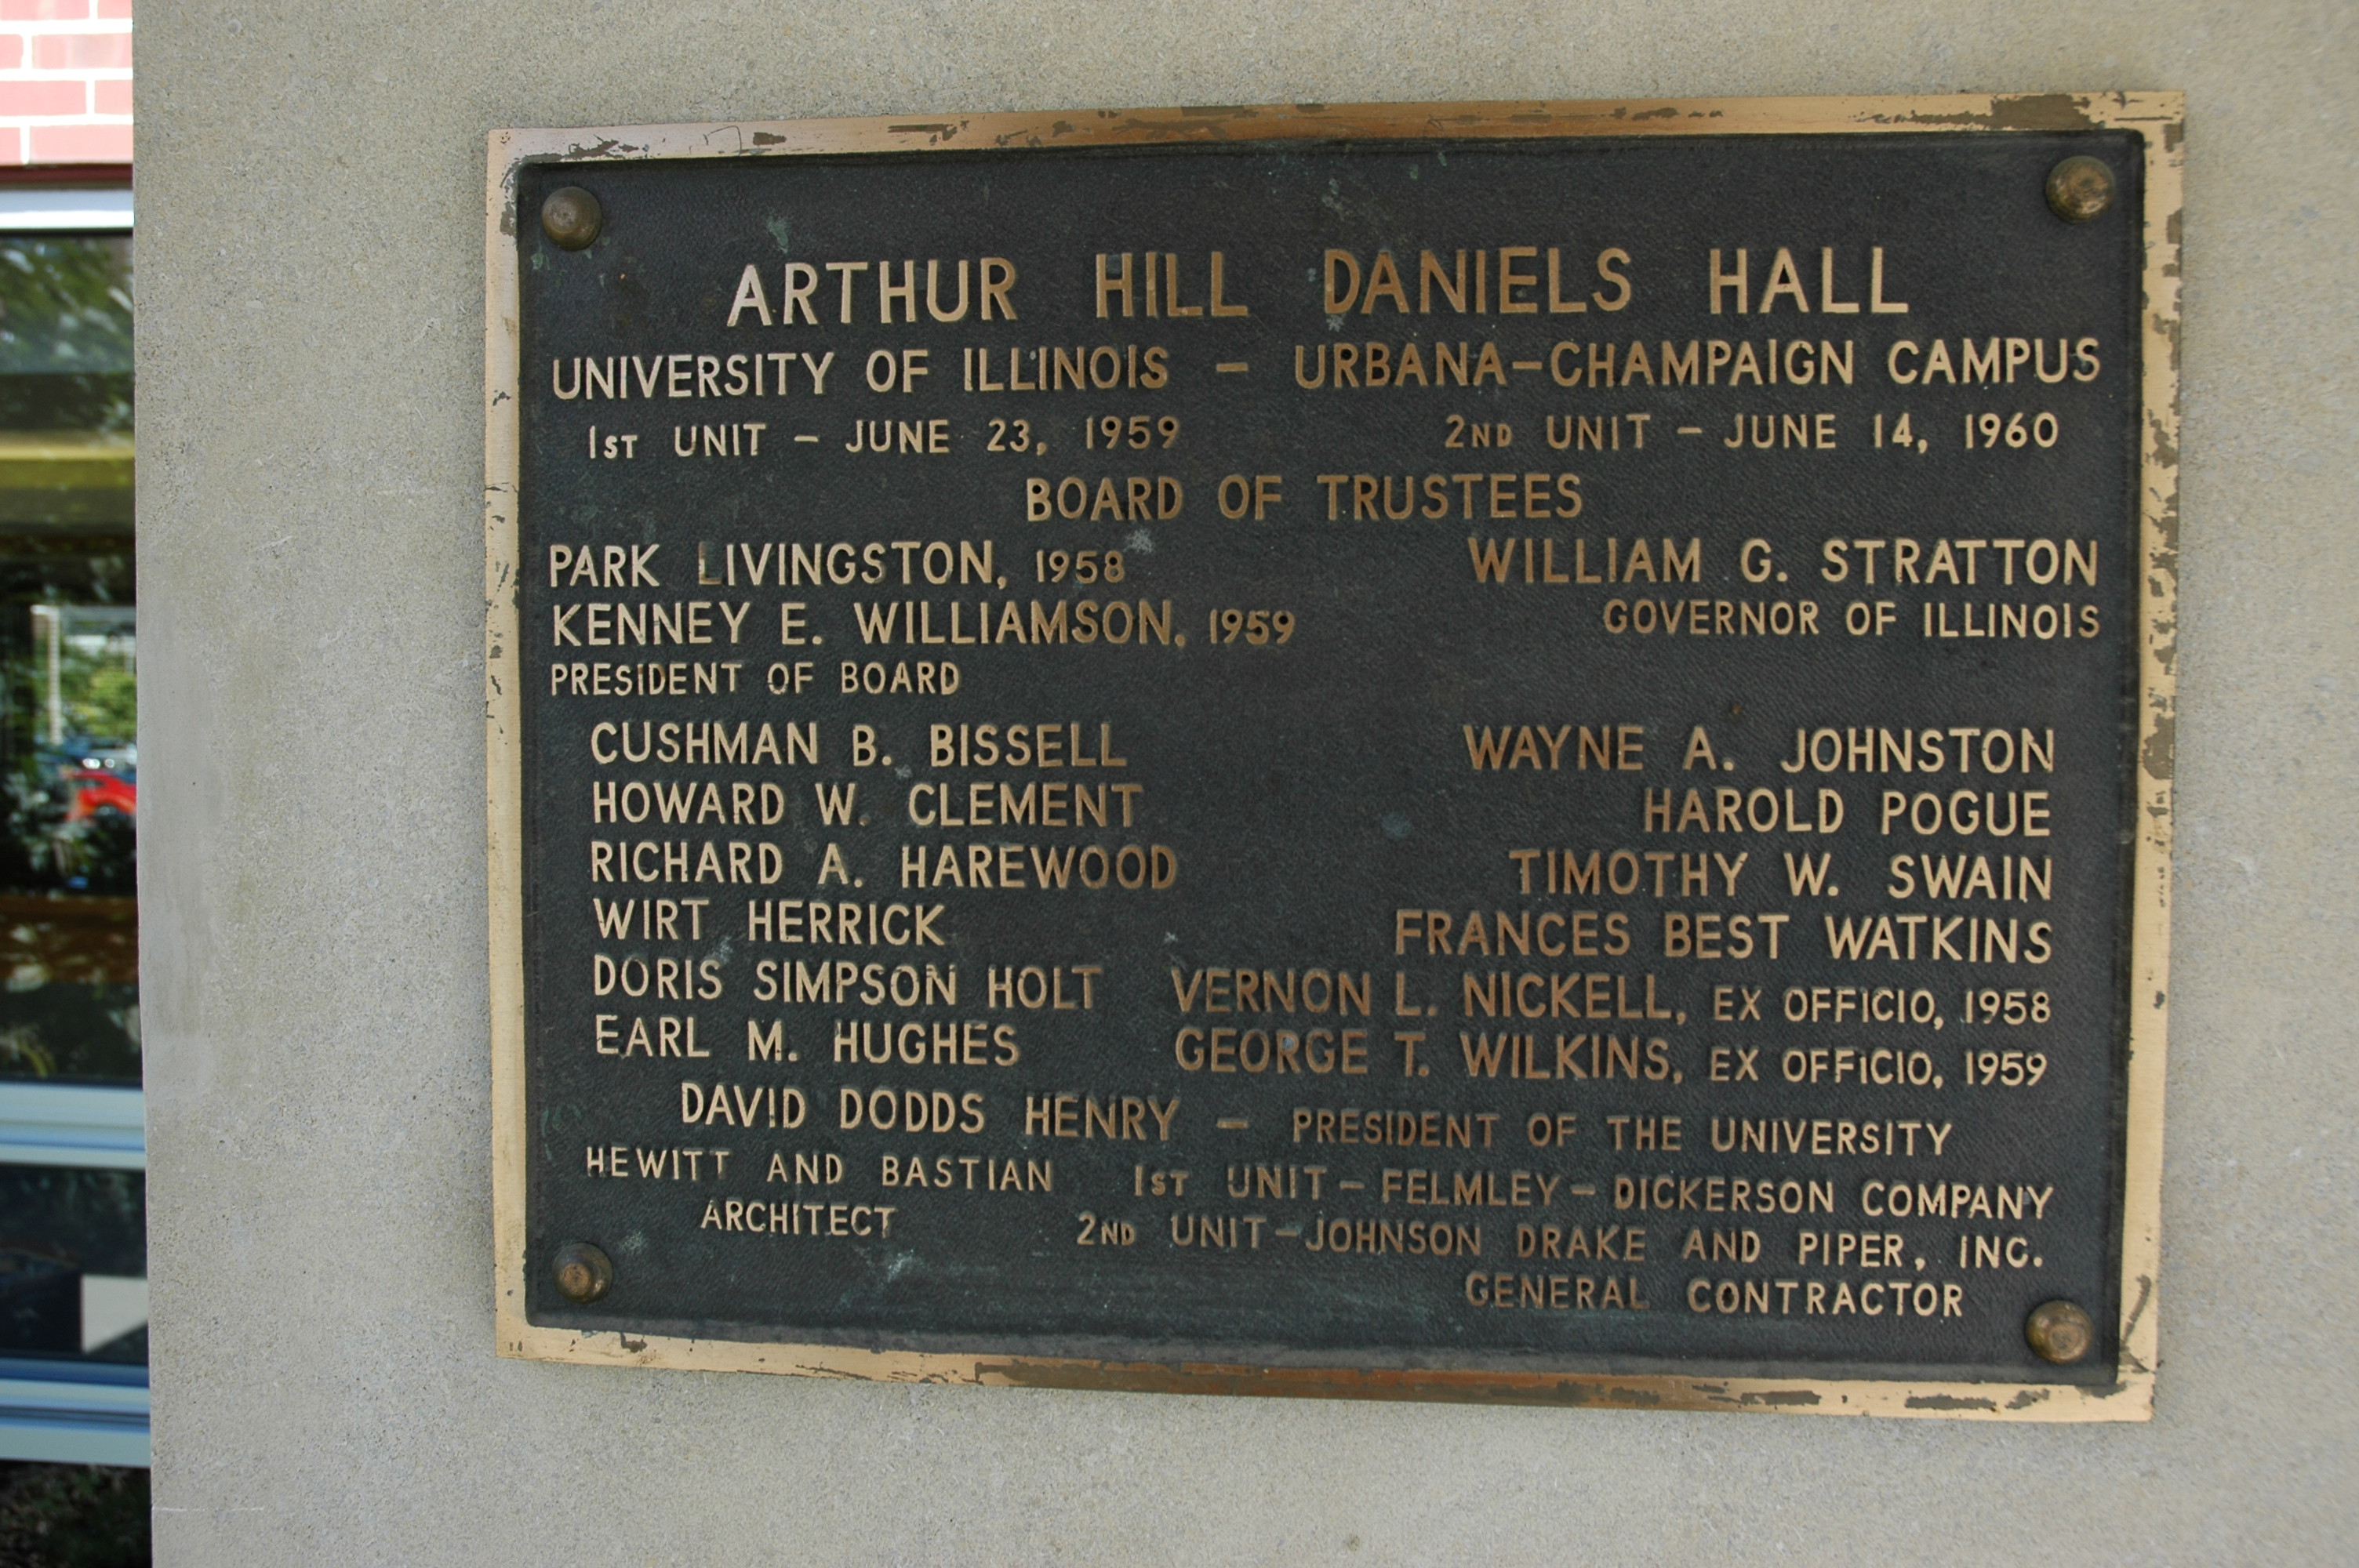 ARTHUR HILL DANIELS HALL
UNIVERSITY OF ILLINOIS – URBANA-CHAMPAIGN CAMPUS
1ST UNIT – JUNE 23, 1959 2ND UNIT – JUNE 14, 1960
BOARD OF TRUSTEES
PARK LIVINGSTON, 1958 WILLIAM G. STRATTON
KENNEY E. WILLIAMSON, 1959 GOVERNOR OF ILLINOIS
PRESIDENT OF BOARD
CUSHMAN B. BISSELL WAYNE A. JOHNSTON
HOWARD W. CLEMENT HAROLD POGUE
RICHARD A. HAREWOOD TIMOTHY W. SWAIN
WIRT HERRICK FRANCES BEST WATKINS
DORIS SIMPSON HOLT VERNON L. NICKELL, EX OFFICIO, 1958
EARL M. HUGHES GEORGE T. WILKINS, EX OFFICIO, 1959
DAVID DODDS HENRY – PRESIDENT OF THE UNIVERSITY
HEWITT AND BASTIAN 1ST UNIT – FELMLEY – DICKERSON COMPANY
ARCHITECT 2ND UNIT – JOHNSON DRAKE AND PIPER, INC.
GENERAL CONTRACTOR